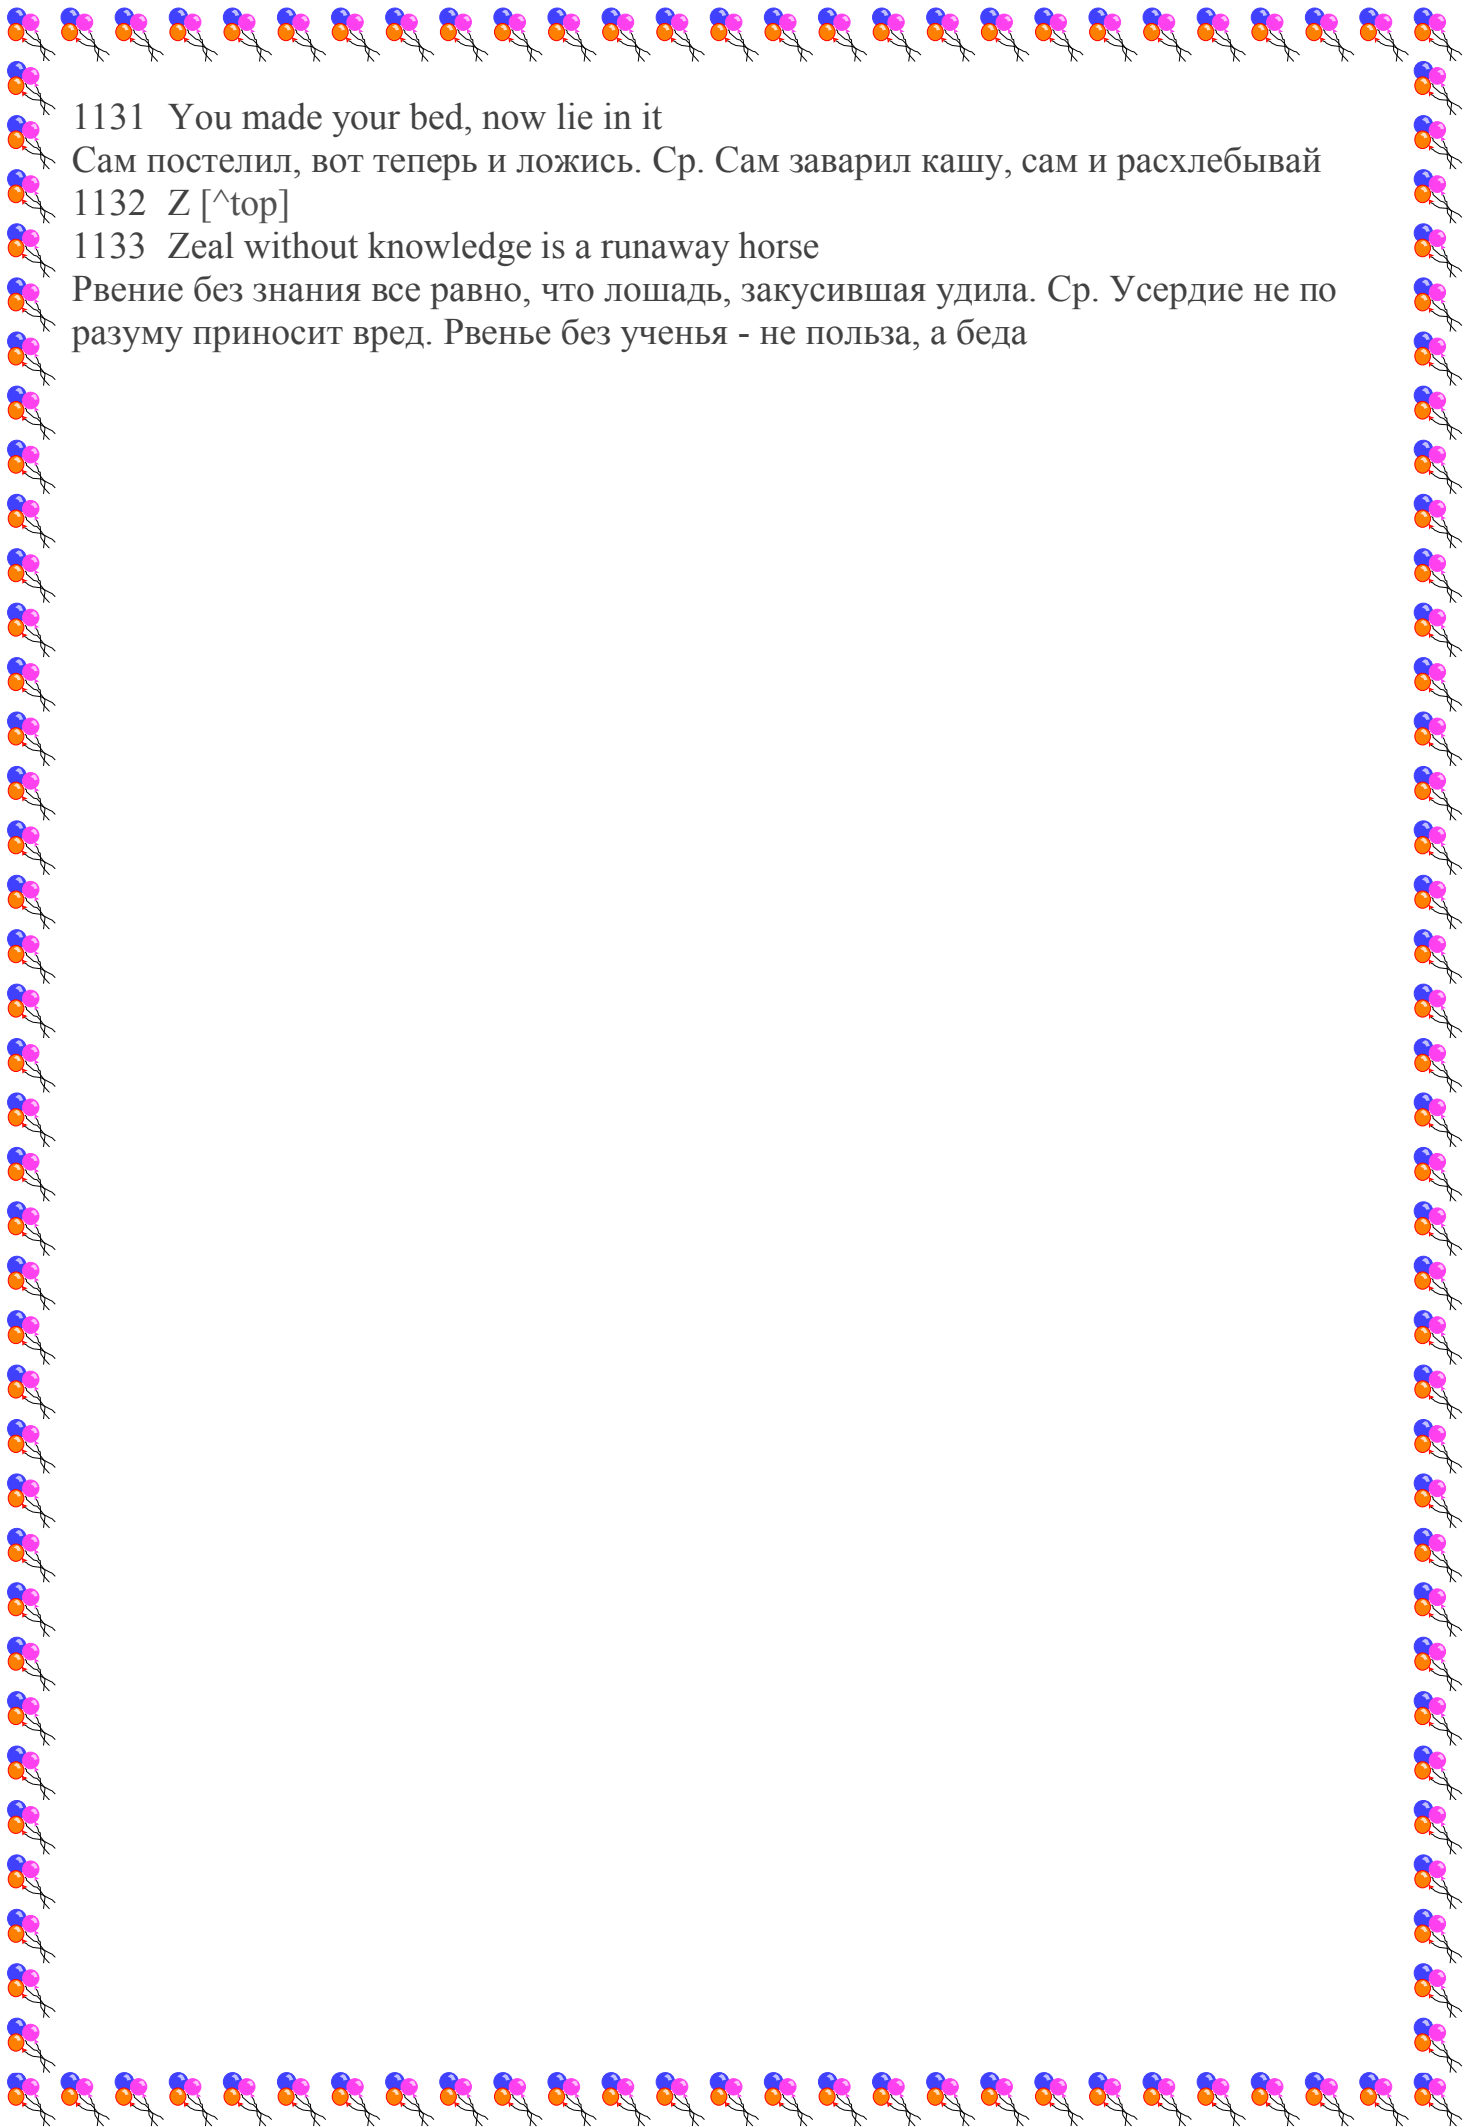 1131 You made your bed, now lie in it
Сам постелил, вот теперь и ложись. Ср. Сам заварил кашу, сам и расхлебывай
1132 Z [^top]
1133 Zeal without knowledge is a runaway horse
Рвение без знания все равно, что лошадь, закусившая удила. Ср. Усердие не по
разуму приносит вред. Рвенье без ученья - не польза, а беда